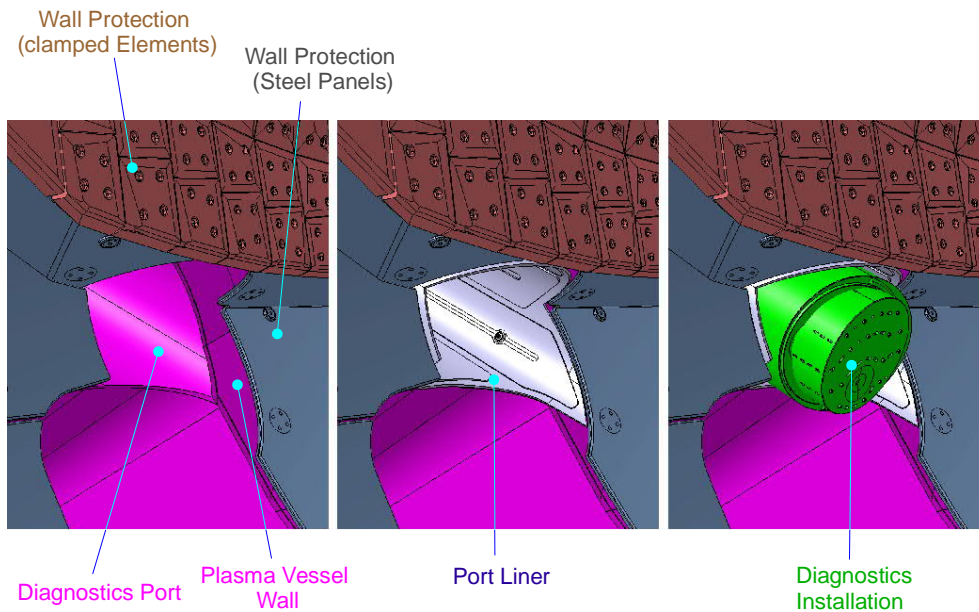 Wall Protection
(clamped Elements)
Wall Protection
(Steel Panels)
Diagnostics Port
Plasma Vessel
Wall
Port Liner
Diagnostics
Installation